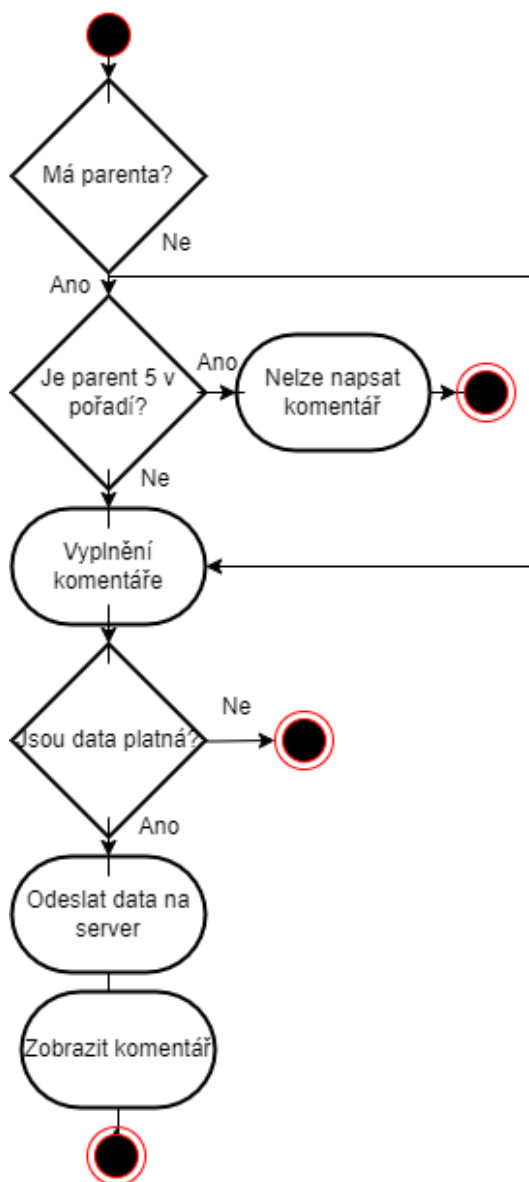 Má parenta?
Ne
Ano
Je parent 5 v
pořadí?
Ano
Nelze napsat
komentář
Ne
Vyplnění
komentáře
Jsou data platná?
Ne
Ano
Odeslat data na
server
Zobrazit komentář